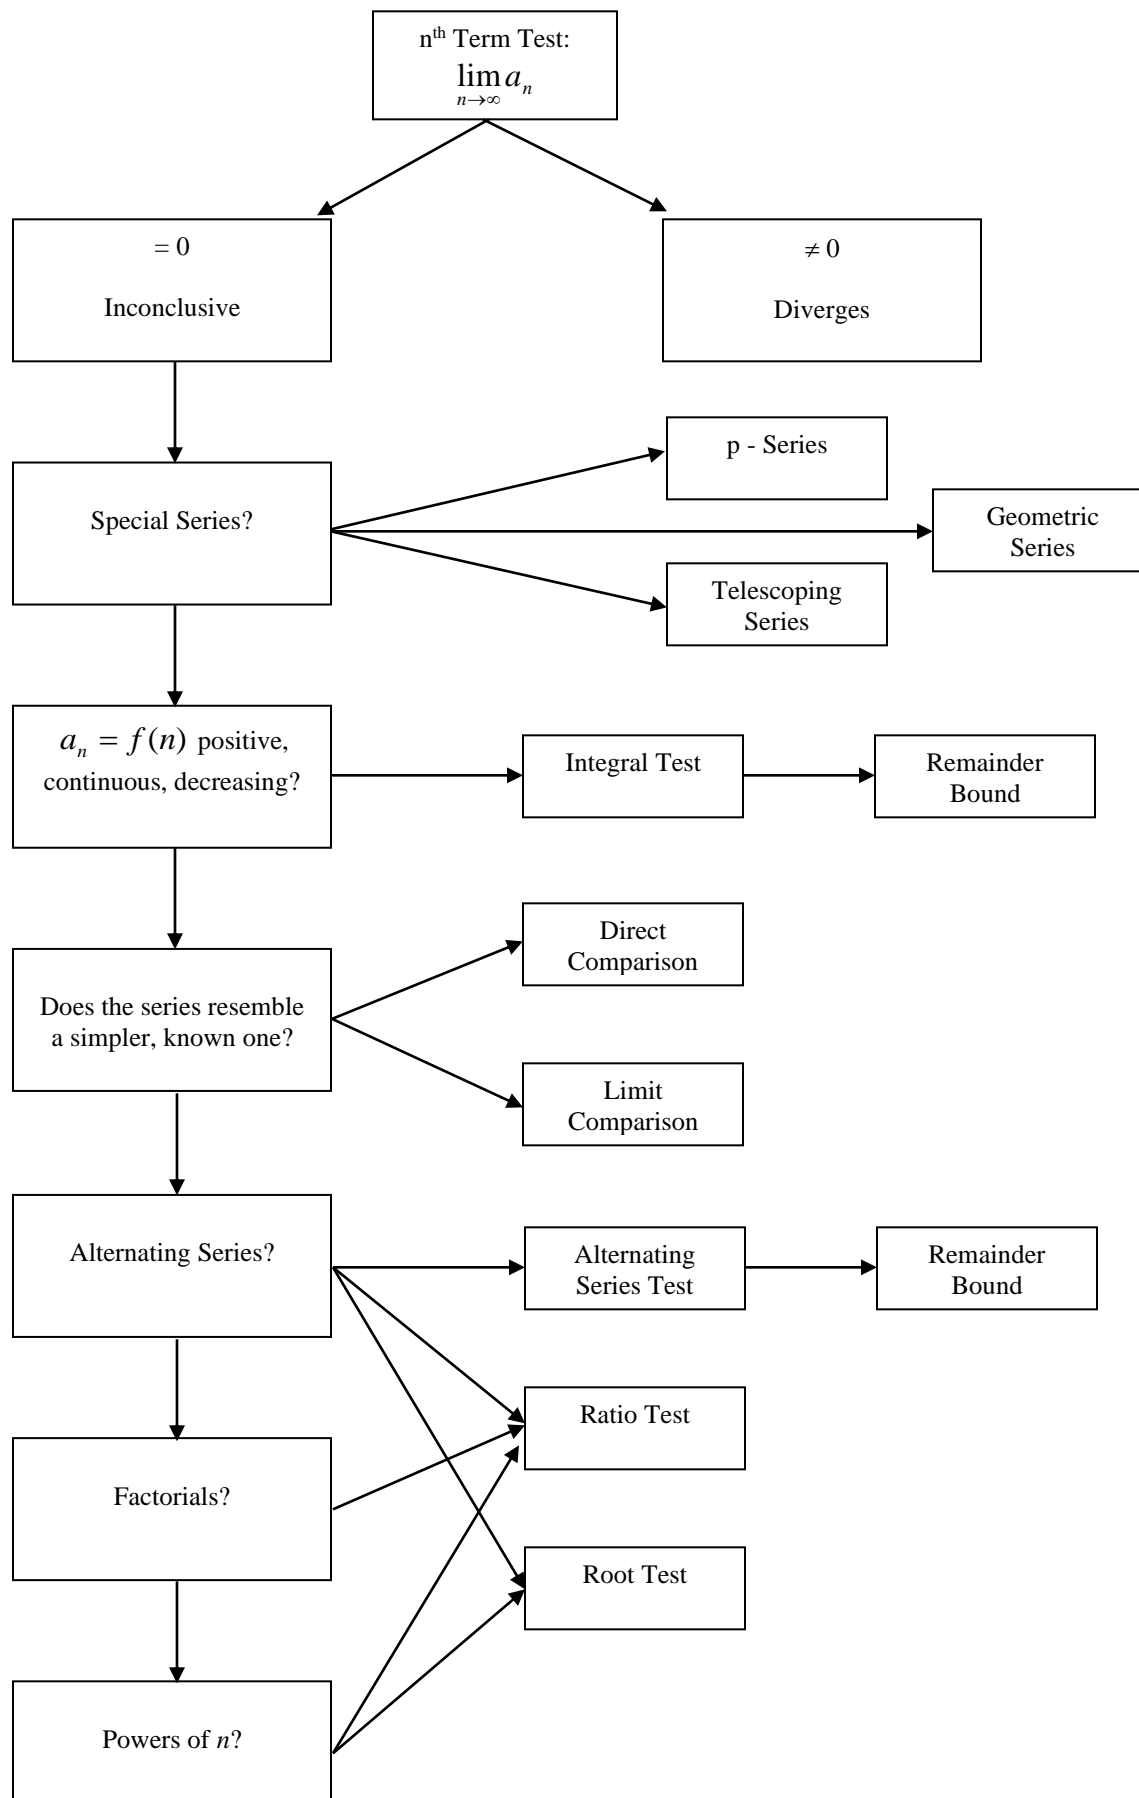 nth Term Test:
lim aₙ
n→∞
= 0
Inconclusive
≠ 0
Diverges
p - Series
Special Series?
Geometric
Series
Telescoping
Series
aₙ = f(n) positive,
continuous, decreasing?
Integral Test
Remainder
Bound
Direct
Comparison
Does the series resemble
a simpler, known one?
Limit
Comparison
Alternating Series?
Alternating
Series Test
Remainder
Bound
Ratio Test
Factorials?
Root Test
Powers of n?